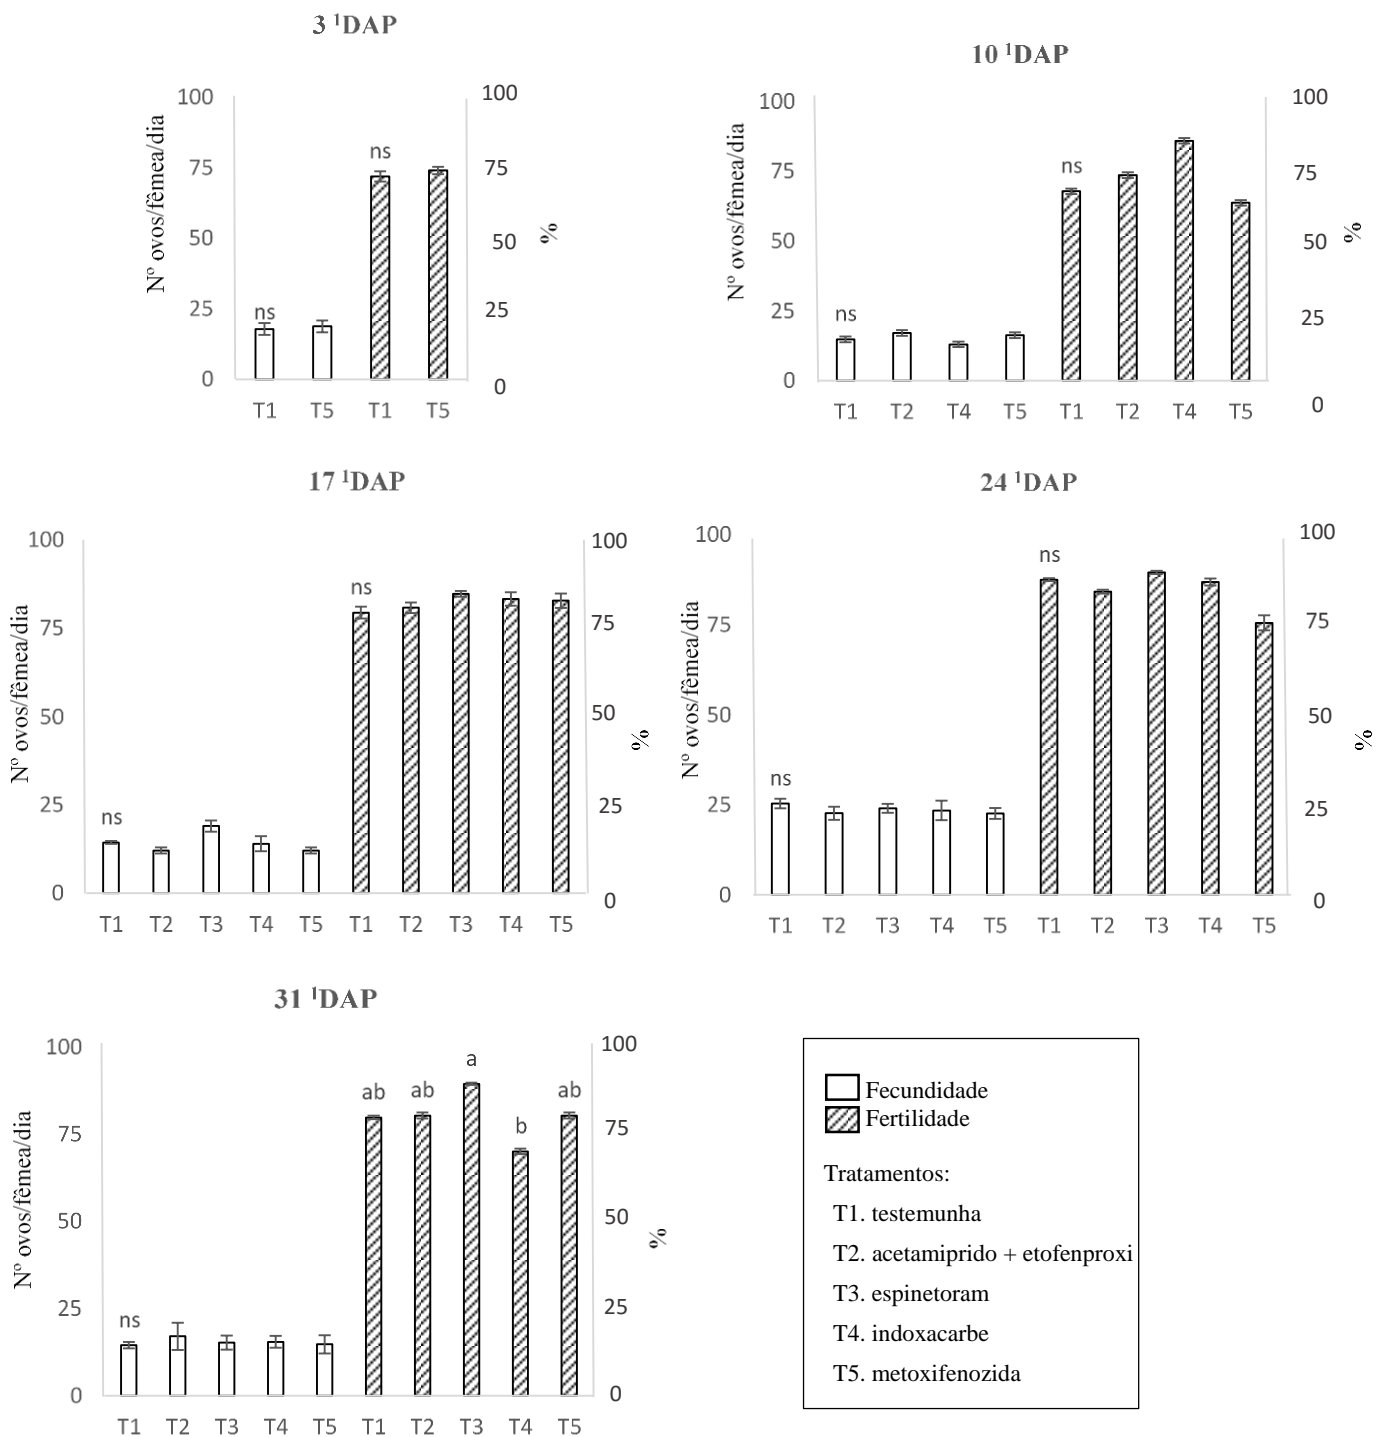 3 ¹DAP
Nº ovos/fêmea/dia
100
75
50
25
0
ns
ns
100
75
50
25
0
%
T1 T5 T1 T5
10 ¹DAP
Nº ovos/fêmea/dia
100
75
50
25
0
ns
ns
100
75
50
25
0
%
T1 T2 T4 T5 T1 T2 T4 T5
17 ¹DAP
Nº ovos/fêmea/dia
100
75
50
25
0
ns
ns
100
75
50
25
0
%
T1 T2 T3 T4 T5 T1 T2 T3 T4 T5
24 ¹DAP
Nº ovos/fêmea/dia
100
75
50
25
0
ns
ns
100
75
50
25
0
%
T1 T2 T3 T4 T5 T1 T2 T3 T4 T5
31 ¹DAP
Nº ovos/fêmea/dia
100
75
50
25
0
ns
ab ab a b ab
100
75
50
25
0
%
T1 T2 T3 T4 T5 T1 T2 T3 T4 T5
Fecundidade
Fertilidade
Tratamentos:
T1. testemunha
T2. acetamiprido + etofenproxi
T3. espinetoram
T4. indoxacarbe
T5. metoxifenozida